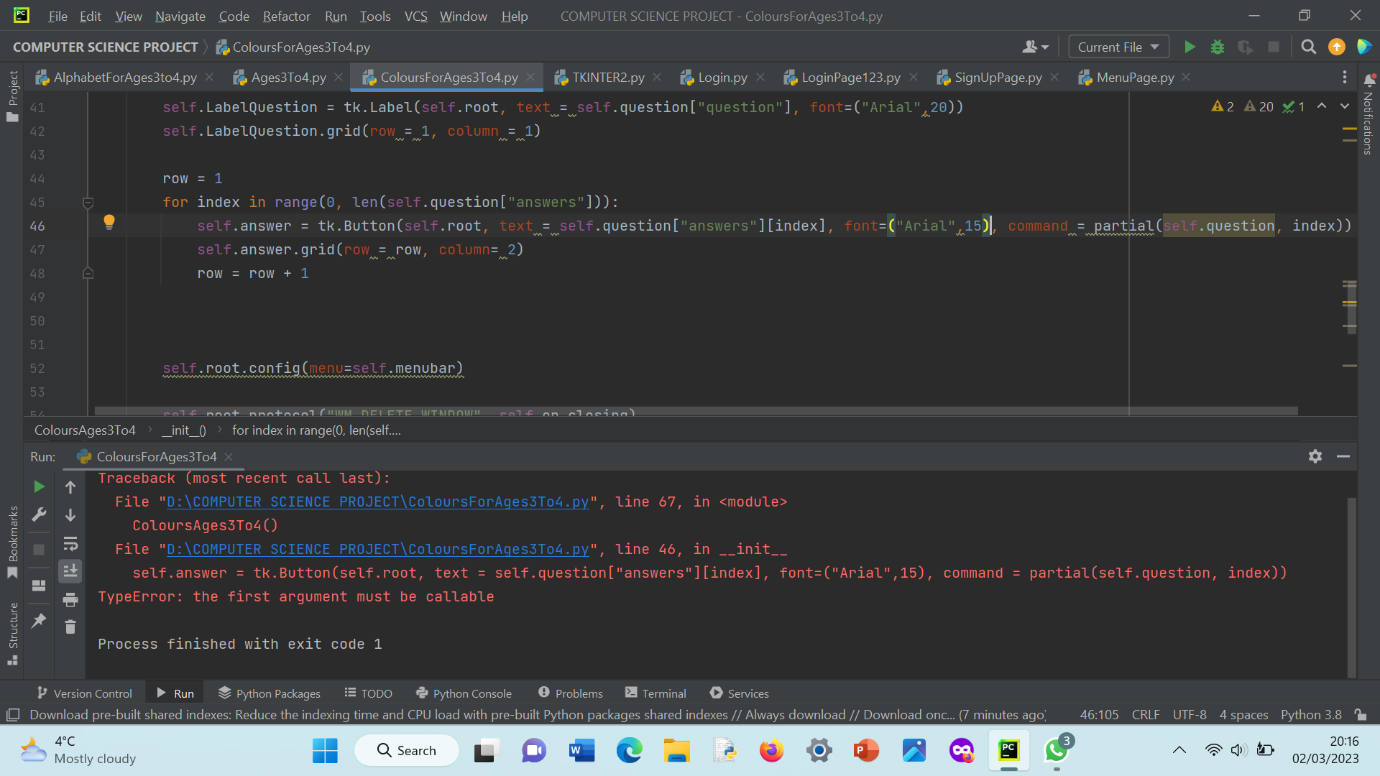 PC File Edit View Navigate Code Refactor Run Tools VCS Window Help COMPUTER SCIENCE PROJECT - ColoursForAges3To4.py
COMPUTER SCIENCE PROJECT ColoursForAges3To4.py Current File
AlphabetForAges3to4.py Ages3To4.py ColoursForAges3To4.py TKINTER2.py Login.py LoginPage123.py SignUpPage.py MenuPage.py
Project
Notifications
2 20 1
41 self.LabelQuestion = tk.Label(self.root, text = self.question["question"], font=("Arial",20))
42 self.LabelQuestion.grid(row = 1, column = 1)
43
44 row = 1
45 for index in range(0, len(self.question["answers"])):
46 self.answer = tk.Button(self.root, text = self.question["answers"][index], font=("Arial",15), command = partial(self.question, index))
47 self.answer.grid(row = row, column= 2)
48 row = row + 1
49
50
51
52 self.root.config(menu=self.menubar)
53
54 self.root.protocol("WM_DELETE_WINDOW", self.on_closing)
ColoursAges3To4 __init__() for index in range(0, len(self....
Run: ColoursForAges3To4
Traceback (most recent call last):
File "D:\COMPUTER SCIENCE PROJECT\ColoursForAges3To4.py", line 67, in <module>
ColoursAges3To4()
File "D:\COMPUTER SCIENCE PROJECT\ColoursForAges3To4.py", line 46, in __init__
self.answer = tk.Button(self.root, text = self.question["answers"][index], font=("Arial",15), command = partial(self.question, index))
TypeError: the first argument must be callable
Process finished with exit code 1
Bookmarks
Structure
Version Control Run Python Packages TODO Python Console Problems Terminal Services
Download pre-built shared indexes: Reduce the indexing time and CPU load with pre-built Python packages shared indexes // Always download // Download onc... (7 minutes ago) 46:105 CRLF UTF-8 4 spaces Python 3.8
4°C
Mostly cloudy
Search
3
20:16
02/03/2023